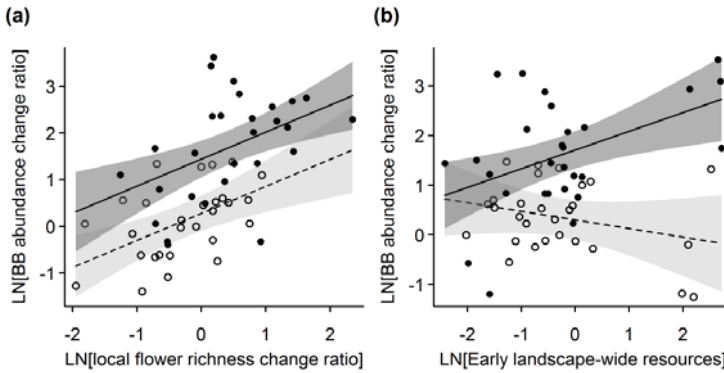 (a)
LN[BB abundance change ratio]
3
2
1
0
-1
-2 -1 0 1 2
LN[local flower richness change ratio]
(b)
LN[BB abundance change ratio]
3
2
1
0
-1
-2 -1 0 1 2
LN[Early landscape-wide resources]